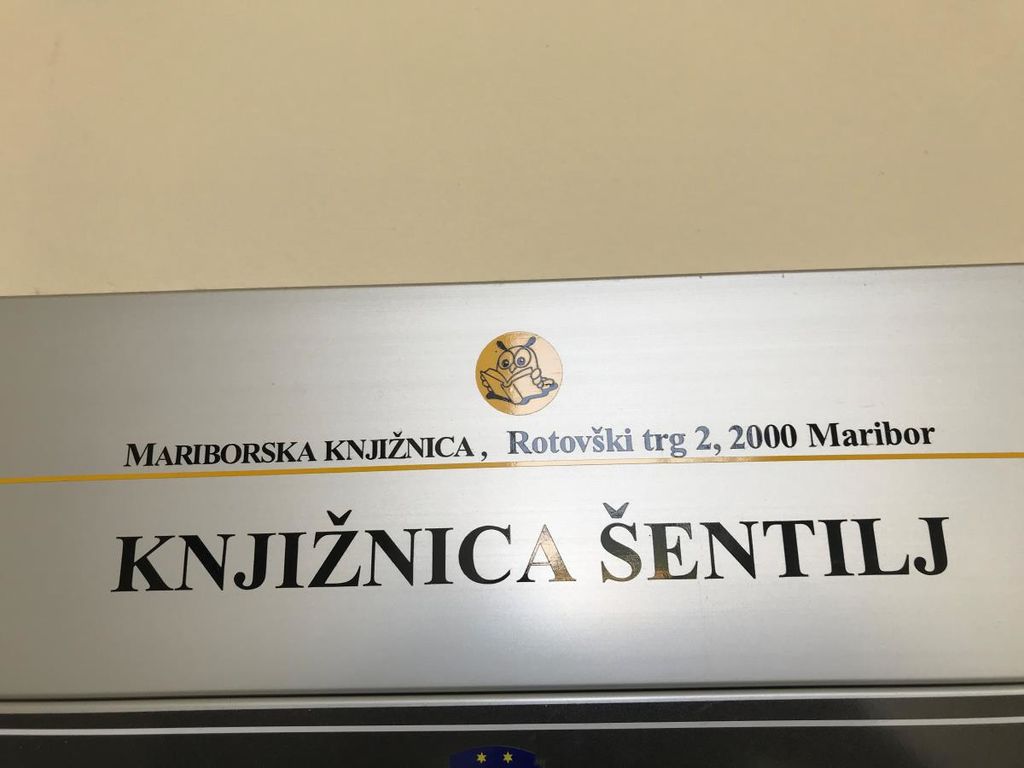 MARIBORSKA KNJIŽNICA, Rotovški trg 2, 2000 Maribor
KNJIŽNICA ŠENTILJ